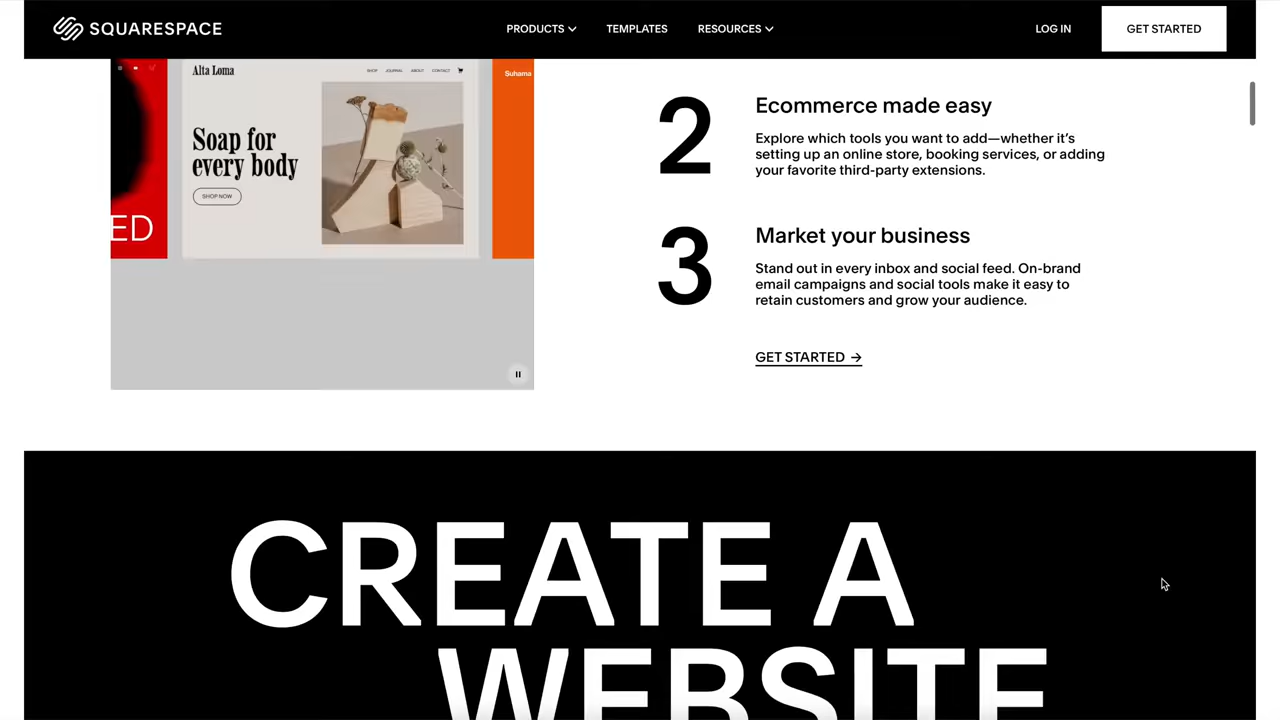 SQUARESPACE
PRODUCTS
TEMPLATES
RESOURCES
LOG IN
GET STARTED
Alta Loma
SHOP
JOURNAL
ABOUT
CONTACT
Suhama
Soap for
every body
SHOP NOW
ED
2
Ecommerce made easy
Explore which tools you want to add—whether it’s
setting up an online store, booking services, or adding
your favorite third-party extensions.
3
Market your business
Stand out in every inbox and social feed. On-brand
email campaigns and social tools make it easy to
retain customers and grow your audience.
GET STARTED →
CREATE A
WEBSITE